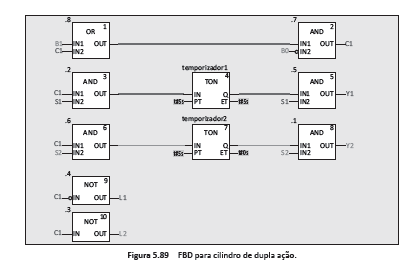 .8 .7
OR 1 AND 2
B1 IN1 OUT IN1 OUT C1
C1 IN2 B0 IN2
temporizador1
.2 .5
AND 3 TON 4 AND 5
C1 IN1 OUT IN Q IN1 OUT Y1
S1 IN2 t#5s PT ET t#5s S1 IN2
temporizador2
.6 .1
AND 6 TON 7 AND 8
C1 IN1 OUT IN Q IN1 OUT Y2
S2 IN2 t#5s PT ET t#0s S2 IN2
.4
NOT 9
C1 IN OUT L1
.3
NOT 10
C1 IN OUT L2
Figura 5.89 FBD para cilindro de dupla ação.